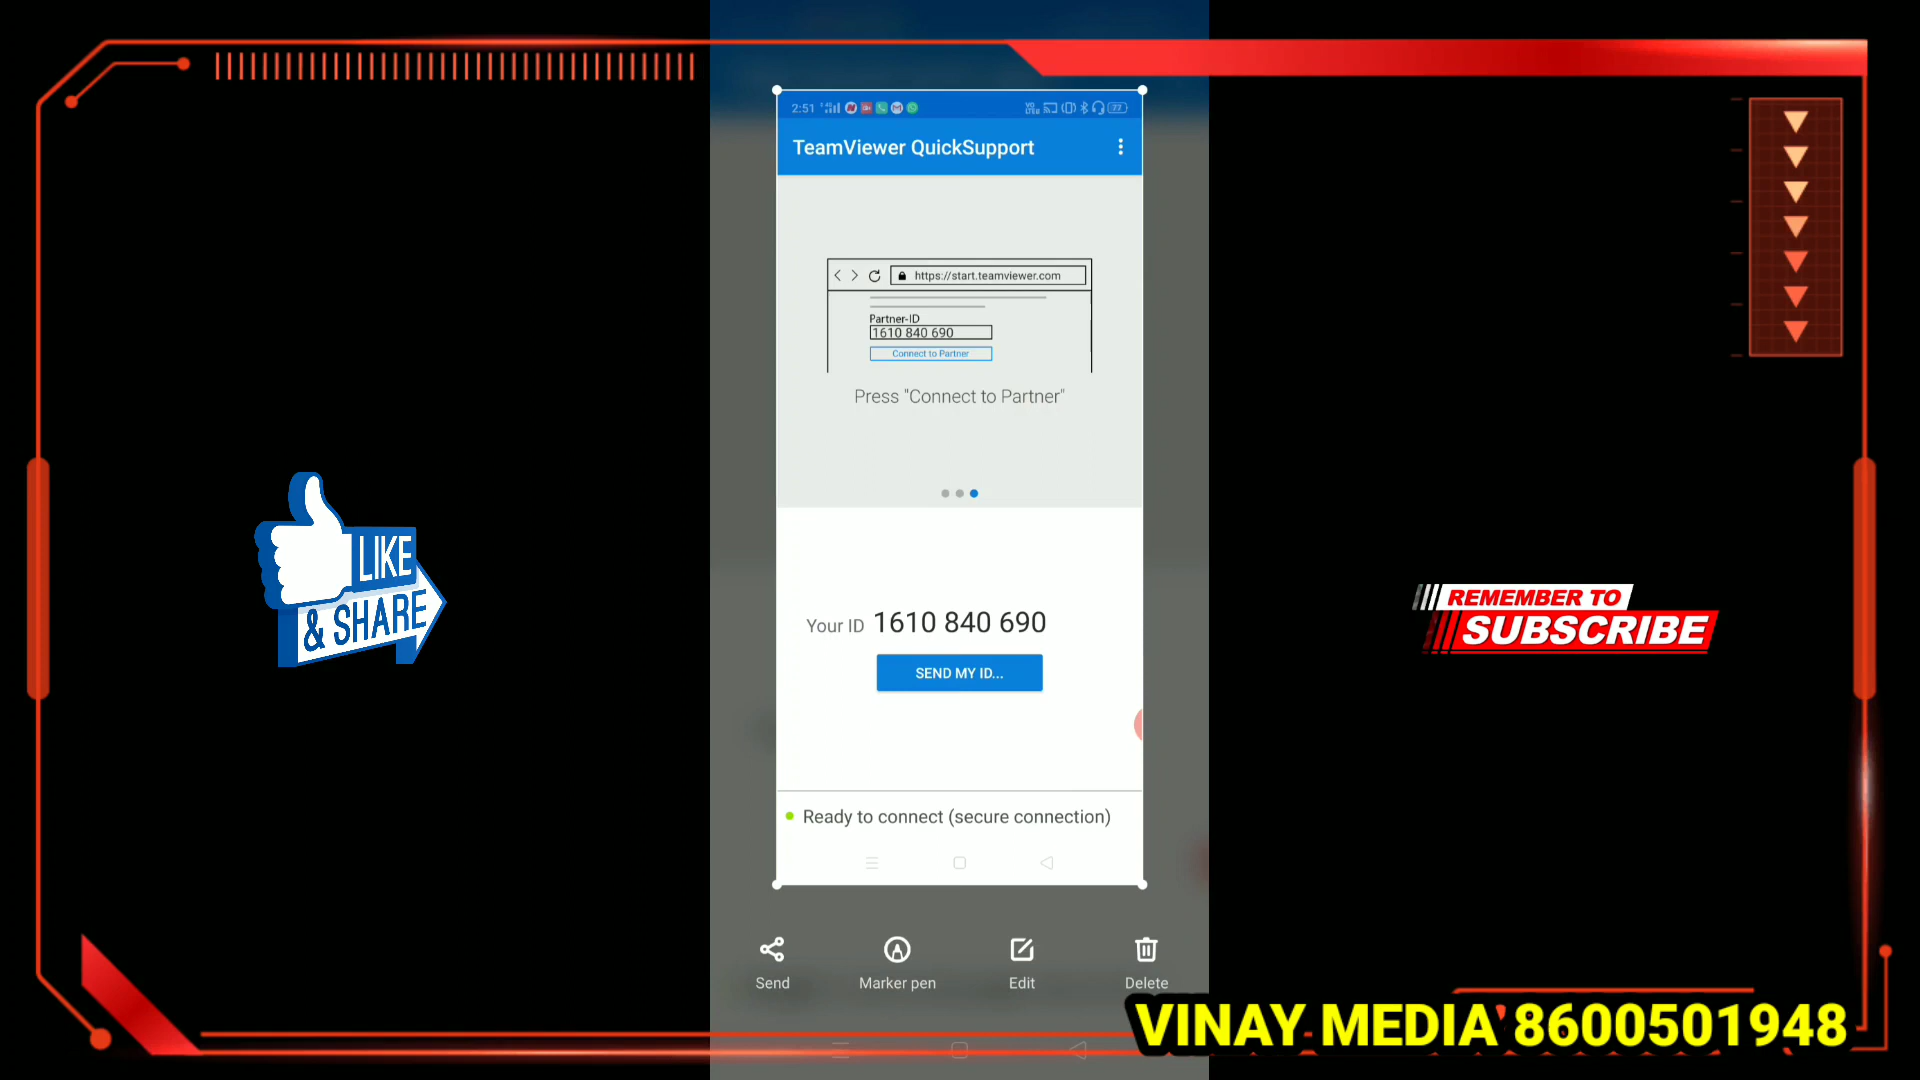 2:51
TeamViewer QuickSupport
https://start.teamviewer.com
Partner-ID
1610 840 690
Connect to Partner
Press "Connect to Partner"
Your ID 1610 840 690
SEND MY ID...
Ready to connect (secure connection)
Send Marker pen Edit Delete
LIKE
& SHARE
REMEMBER TO
SUBSCRIBE
VINAY MEDIA 8600501948